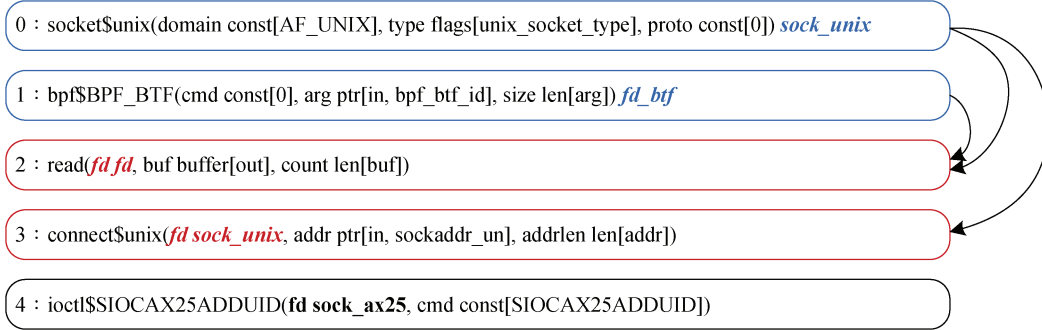 0：socket$unix(domain const[AF_UNIX], type flags[unix_socket_type], proto const[0]) sock_unix
1：bpf$BPF_BTF(cmd const[0], arg ptr[in, bpf_btf_id], size len[arg]) fd_btf
2：read(fd fd, buf buffer[out], count len[buf])
3：connect$unix(fd sock_unix, addr ptr[in, sockaddr_un], addrlen len[addr])
4：ioctl$SIOCAX25ADDUID(fd sock_ax25, cmd const[SIOCAX25ADDUID])